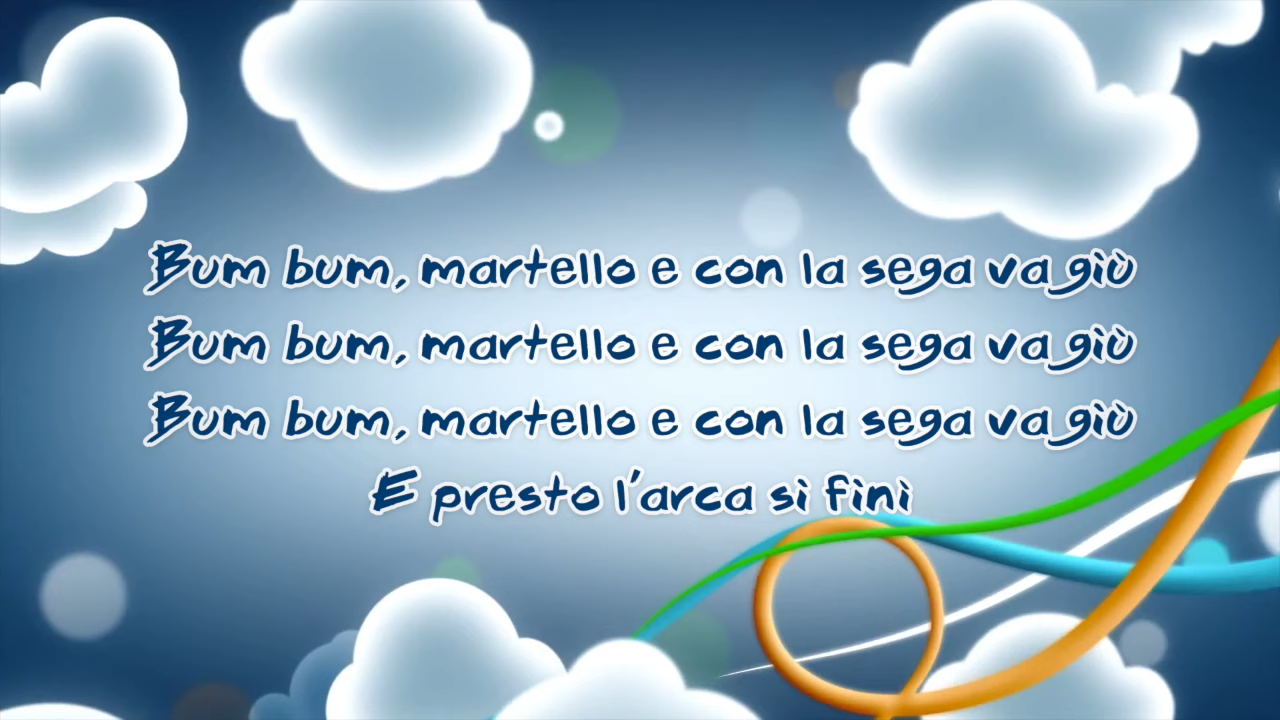 Bum bum, martello e con la sega va giù
Bum bum, martello e con la sega va giù
Bum bum, martello e con la sega va giù
E presto l'arca si finì